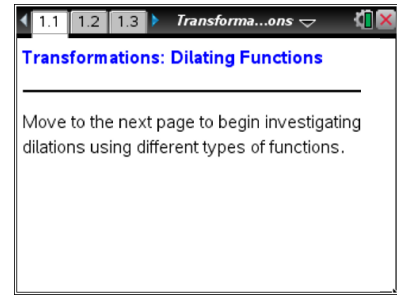 1.1 1.2 1.3 Transforma...ons
Transformations: Dilating Functions
Move to the next page to begin investigating
dilations using different types of functions.